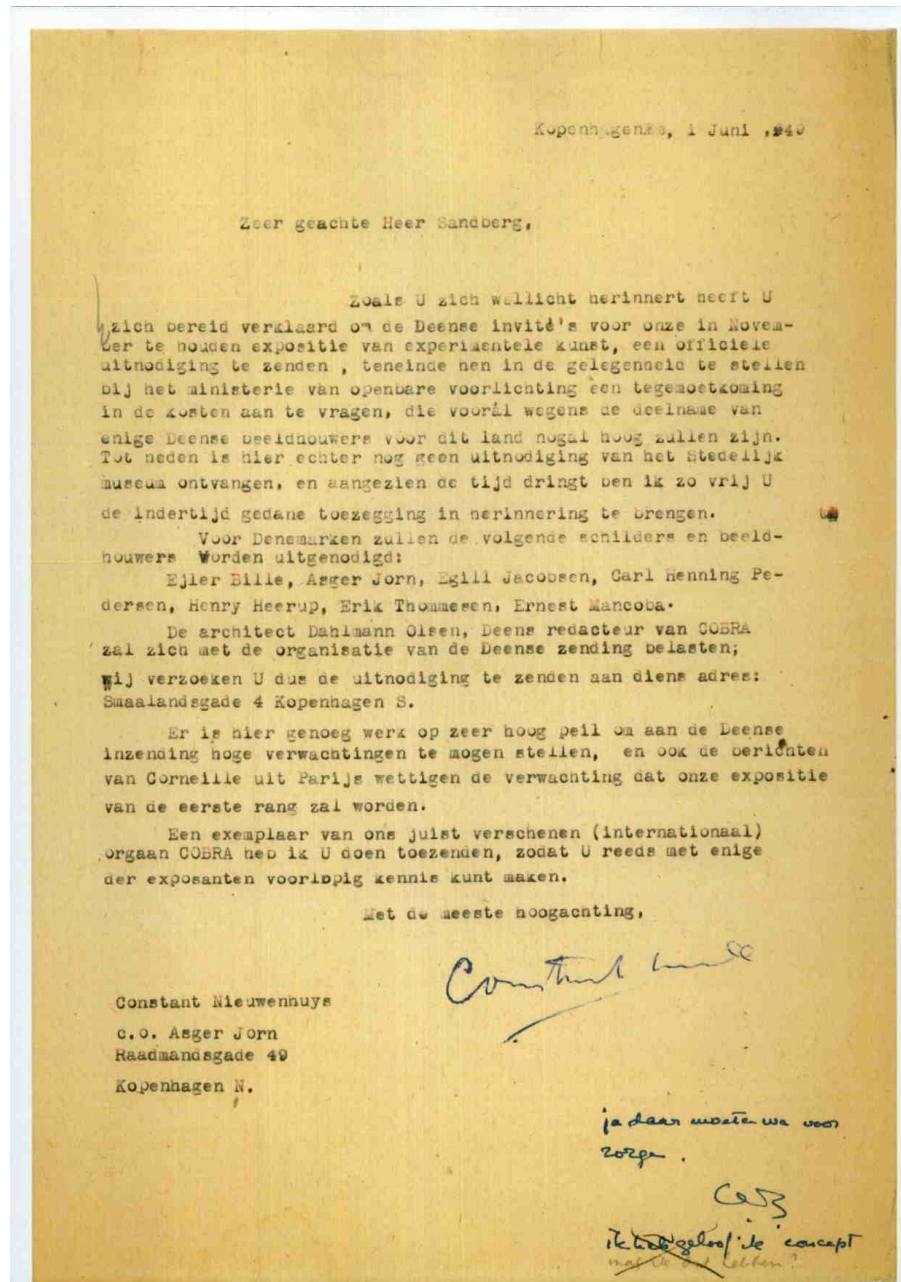 Kopenhagen, 1 Juni ,949
Zeer geachte Heer Sandberg,
Zoals U zich wellicht herinnert heeft U
zich bereid verklaard om de Deense invité's voor onze in Novem-
ber te houden expositie van experimentele kunst, een officiele
uitnodiging te zenden , teneinde hen in de gelegenheid te stellen
bij het ministerie van openbare voorlichting een tegemoetkoming
in de kosten aan te vragen, die voorál wegens de deelname van
enige Deense beeldhouwers voor dit land nogal hoog zullen zijn.
Tot heden is hier echter nog geen uitnodiging van het Stedelijk
museum ontvangen, en aangezien de tijd dringt ben ik zo vrij U
de indertijd gedane toezegging in herinnering te brengen.
Voor Denemarken zullen de volgende schilders en beeld-
houwers Worden uitgenodigd:
Ejler Bille, Asger Jorn, Egill Jacobsen, Carl Henning Pe-
dersen, Henry Heerup, Erik Thommesen, Ernest Mancoba.
De architect Dahlmann Olsen, Deens redacteur van COBRA
zal zich met de organisatie van de Deense zending belasten;
wij verzoeken U dus de uitnodiging te zenden aan diens adres:
Smaalandsgade 4 Kopenhagen S.
Er is hier genoeg werk op zeer hoog peil om aan de Deense
inzending hoge verwachtingen te mogen stellen, en ook de berichten
van Corneille uit Parijs wettigen de verwachting dat onze expositie
van de eerste rang zal worden.
Een exemplaar van ons juist verschenen (internationaal)
orgaan COBRA heb ik U doen toezenden, zodat U reeds met enige
der exposanten voorlopig kennis kunt maken.
Met de meeste hoogachting,
Constant
Constant Nieuwenhuys
c.o. Asger Jorn
Raadmandsgade 49
Kopenhagen N.
ja daar moeten we voor
zorgen.
ik heb geloof ik concept